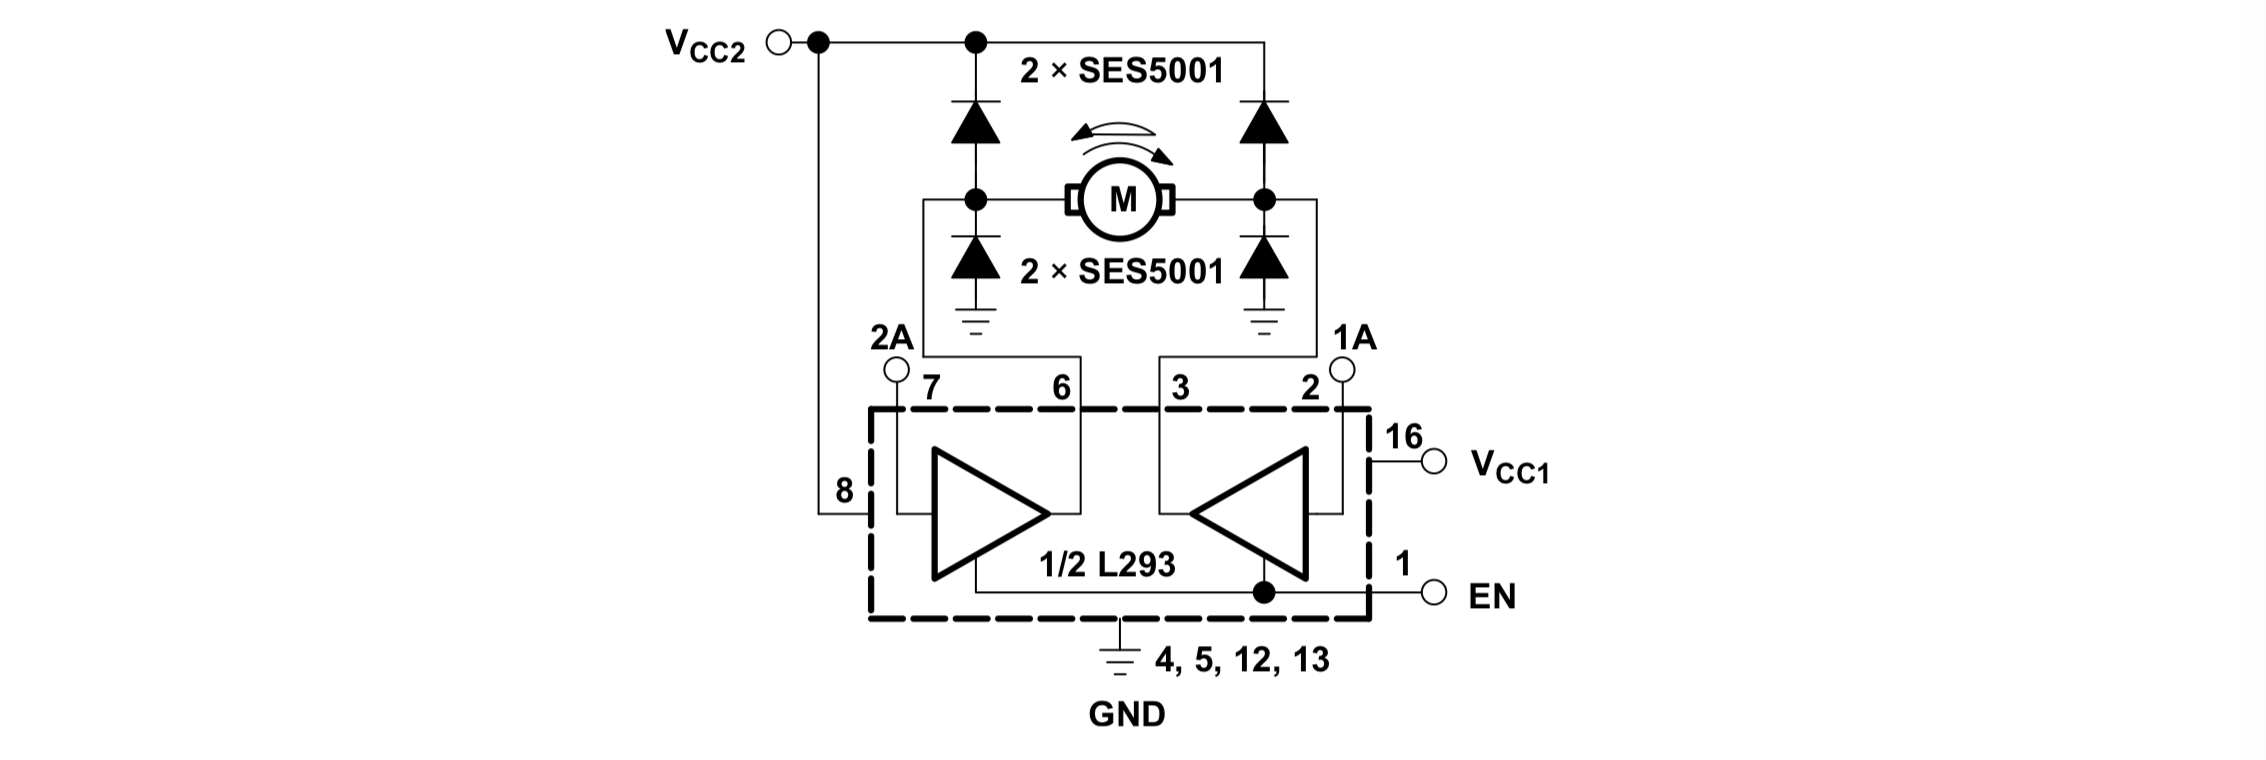 VCC2
2 × SES5001
M
2 × SES5001
2A
1A
7
6
3
2
16
VCC1
8
1/2 L293
1
EN
4, 5, 12, 13
GND